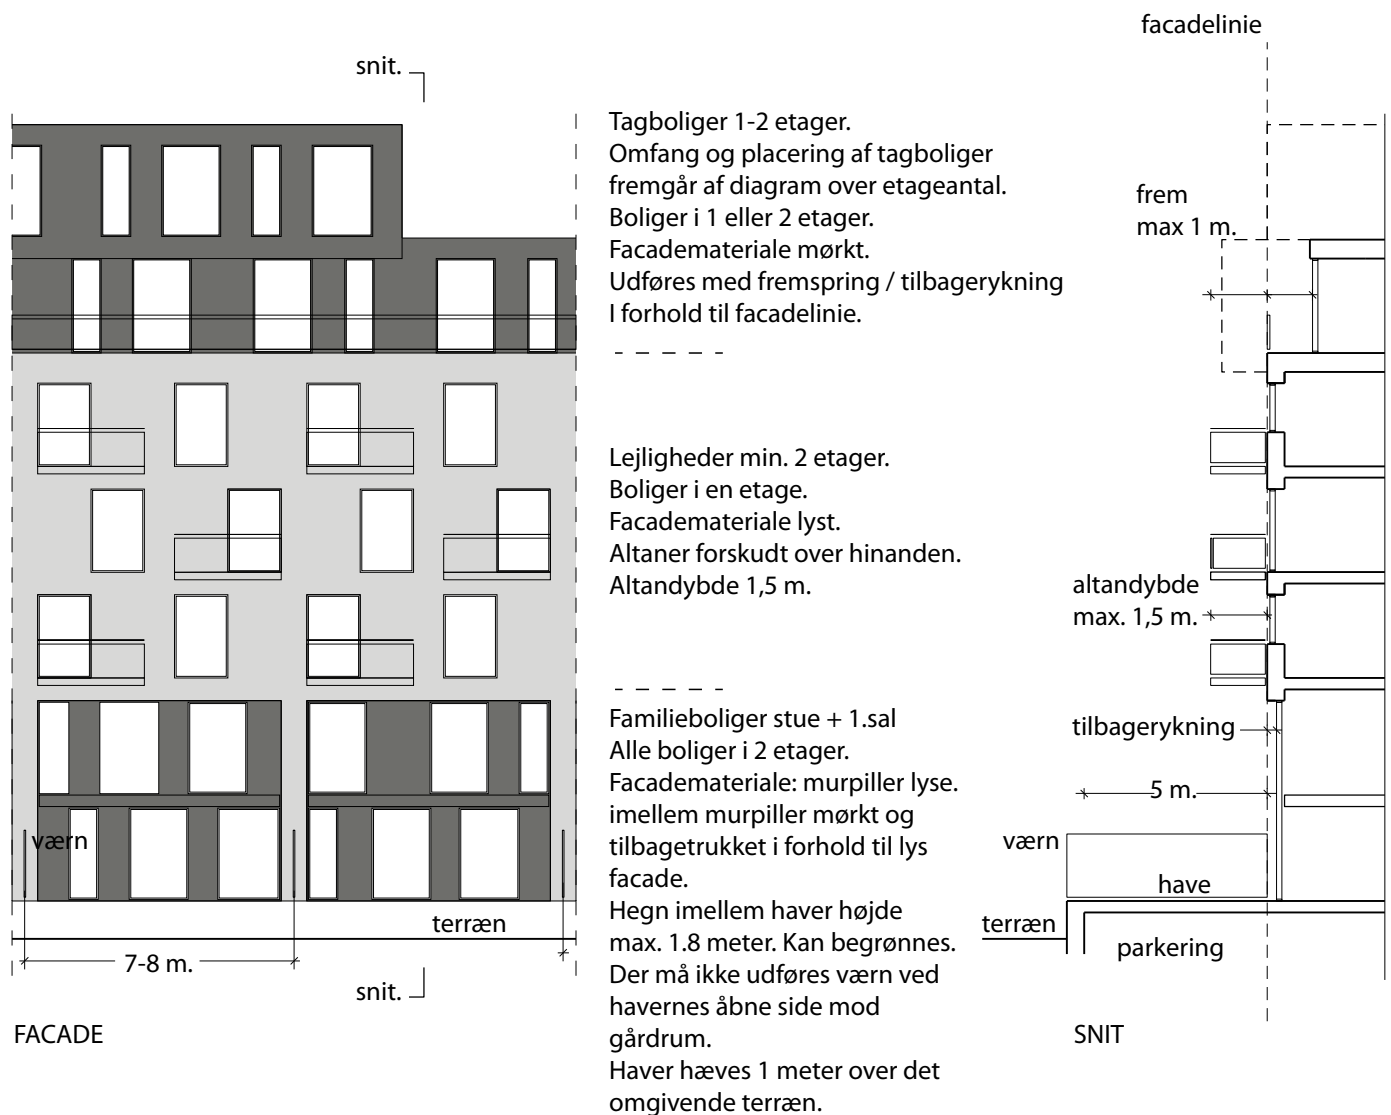 snit.
værn
terræn
7-8 m.
snit.
FACADE
Tagboliger 1-2 etager.
Omfang og placering af tagboliger
fremgår af diagram over etageantal.
Boliger i 1 eller 2 etager.
Facademateriale mørkt.
Udføres med fremspring / tilbagerykning
I forhold til facadelinie.
Lejligheder min. 2 etager.
Boliger i en etage.
Facademateriale lyst.
Altaner forskudt over hinanden.
Altandybde 1,5 m.
Familieboliger stue + 1.sal
Alle boliger i 2 etager.
Facademateriale: murpiller lyse.
imellem murpiller mørkt og
tilbagetrukket i forhold til lys
facade.
Hegn imellem haver højde
max. 1.8 meter. Kan begrønnes.
Der må ikke udføres værn ved
havernes åbne side mod
gårdrum.
Haver hæves 1 meter over det
omgivende terræn.
facadelinie
frem
max 1 m.
altandybde
max. 1,5 m.
tilbagerykning
5 m.
værn
have
terræn
parkering
SNIT